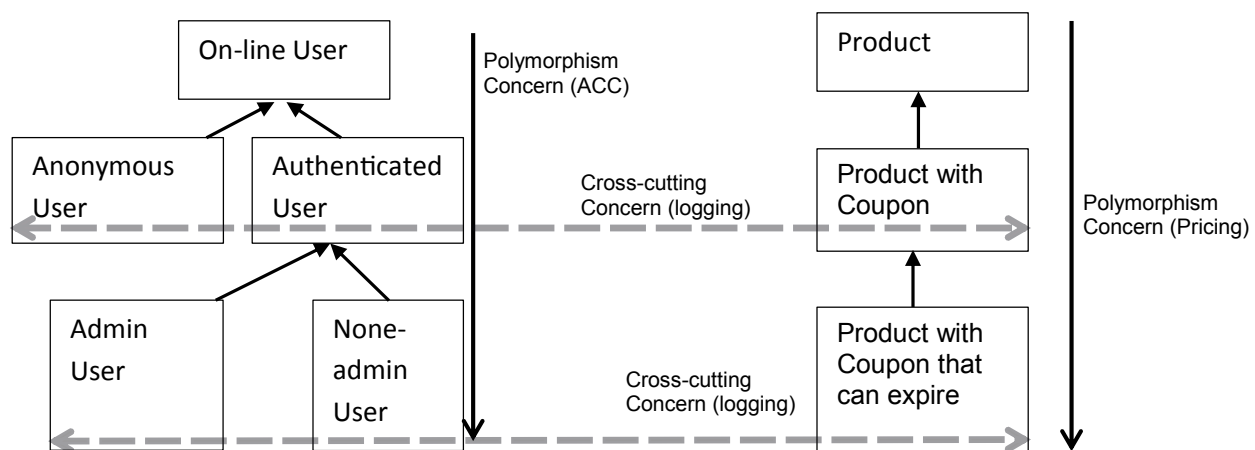 On-line User
Polymorphism
Concern (ACC)
Product
Anonymous
User
Authenticated
User
Cross-cutting
Concern (logging)
Product with
Coupon
Polymorphism
Concern (Pricing)
Admin
User
None-
admin
User
Cross-cutting
Concern (logging)
Product with
Coupon that
can expire